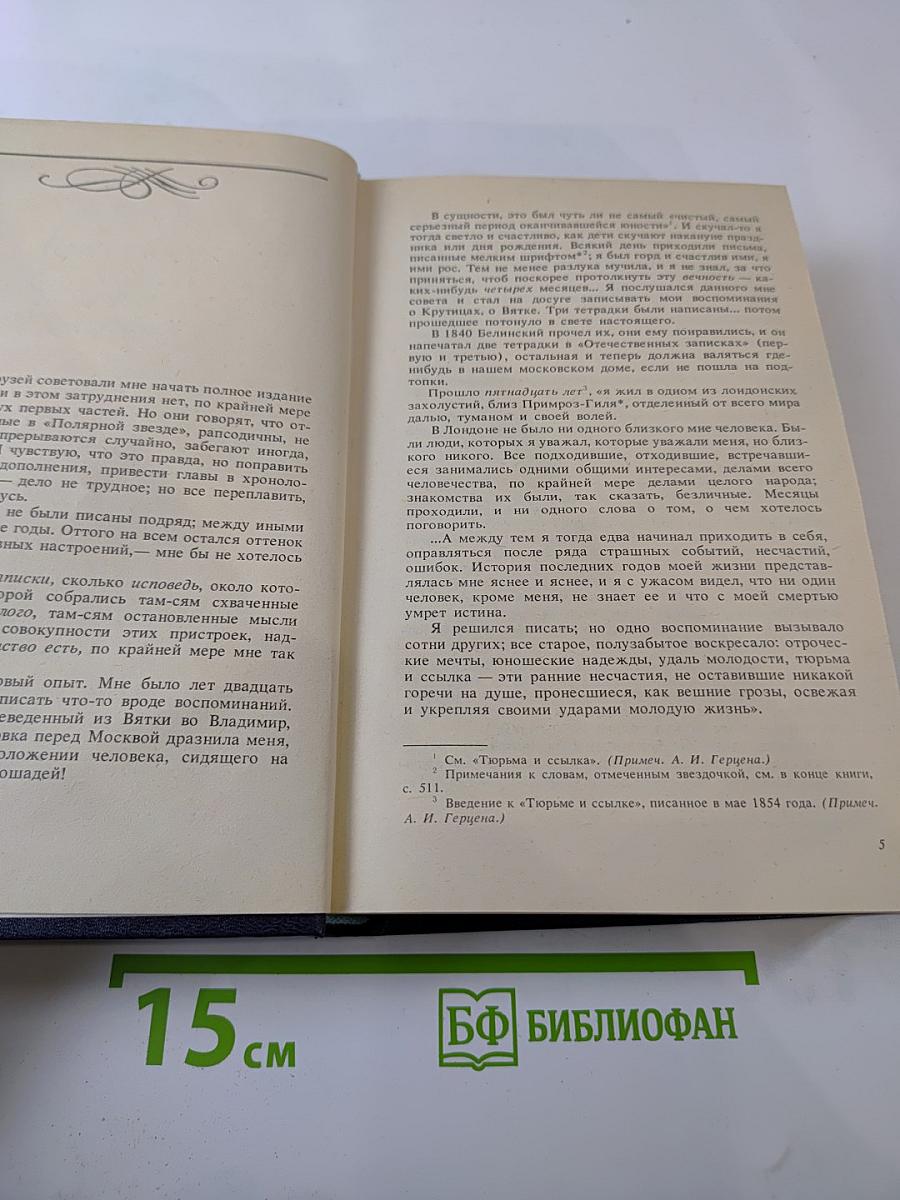 узей советовали мне начать полное издание
и в этом затруднения нет, по крайней мере
ух первых частей. Но они говорят, что от-
ные в «Полярной звезде», рапсодичны, не
прерываются случайно, забегают иногда,
Я чувствую, что это правда, но поправить
дополнения, привести главы в хроноло-
— дело не трудное; но все переплавить,
усь.
не были писаны подряд; между иными
е годы. Оттого на всем остался оттенок
зных настроений,— мне бы не хотелось
аписки, сколько исповедь, около кото-
орой собрались там-сям схваченные
лого, там-сям остановленные мысли
совокупности этих пристроек, над-
нство есть, по крайней мере мне так
рвый опыт. Мне было лет двадцать
писать что-то вроде воспоминаний.
еведенный из Вятки во Владимир,
овка перед Москвой дразнила меня,
оложении человека, сидящего на
ошадей!
В сущности, это был чуть ли не самый «чистый, самый
серьезный период оканчивавшейся юности»¹. И скучал-то я
тогда светло и счастливо, как дети скучают накануне празд-
ника или дня рождения. Всякий день приходили письма,
писанные мелким шрифтом*²; я был горд и счастлив ими, я
ими рос. Тем не менее разлука мучила, и я не знал, за что
приняться, чтоб поскорее протолкнуть эту вечность — ка-
ких-нибудь четырех месяцев... Я послушался данного мне
совета и стал на досуге записывать мои воспоминания
о Крутицах, о Вятке. Три тетрадки были написаны... потом
прошедшее потонуло в свете настоящего.
В 1840 Белинский прочел их, они ему понравились, и он
напечатал две тетрадки в «Отечественных записках» (пер-
вую и третью), остальная и теперь должна валяться где-
нибудь в нашем московском доме, если не пошла на под-
топки.
Прошло пятнадцать лет³, «я жил в одном из лондонских
захолустий, близ Примроз-Гиля*, отделенный от всего мира
далью, туманом и своей волей.
В Лондоне не было ни одного близкого мне человека. Бы-
ли люди, которых я уважал, которые уважали меня, но близ-
кого никого. Все подходившие, отходившие, встречавши-
еся занимались одними общими интересами, делами всего
человечества, по крайней мере делами целого народа;
знакомства их были, так сказать, безличные. Месяцы
проходили, и ни одного слова о том, о чем хотелось
поговорить.
...А между тем я тогда едва начинал приходить в себя,
оправляться после ряда страшных событий, несчастий,
ошибок. История последних годов моей жизни представ-
лялась мне яснее и яснее, и я с ужасом видел, что ни один
человек, кроме меня, не знает ее и что с моей смертью
умрет истина.
Я решился писать; но одно воспоминание вызывало
сотни других; все старое, полузабытое воскресало: отрочес-
кие мечты, юношеские надежды, удаль молодости, тюрьма
и ссылка — эти ранние несчастия, не оставившие никакой
горечи на душе, пронесшиеся, как вешние грозы, освежая
и укрепляя своими ударами молодую жизнь».
¹ См. «Тюрьма и ссылка». (Примеч. А. И. Герцена.)
² Примечания к словам, отмеченным звездочкой, см. в конце книги,
с. 511.
³ Введение к «Тюрьме и ссылке», писанное в мае 1854 года. (Примеч.
А. И. Герцена.)
5
15 см
БФ БИБЛИОФАН